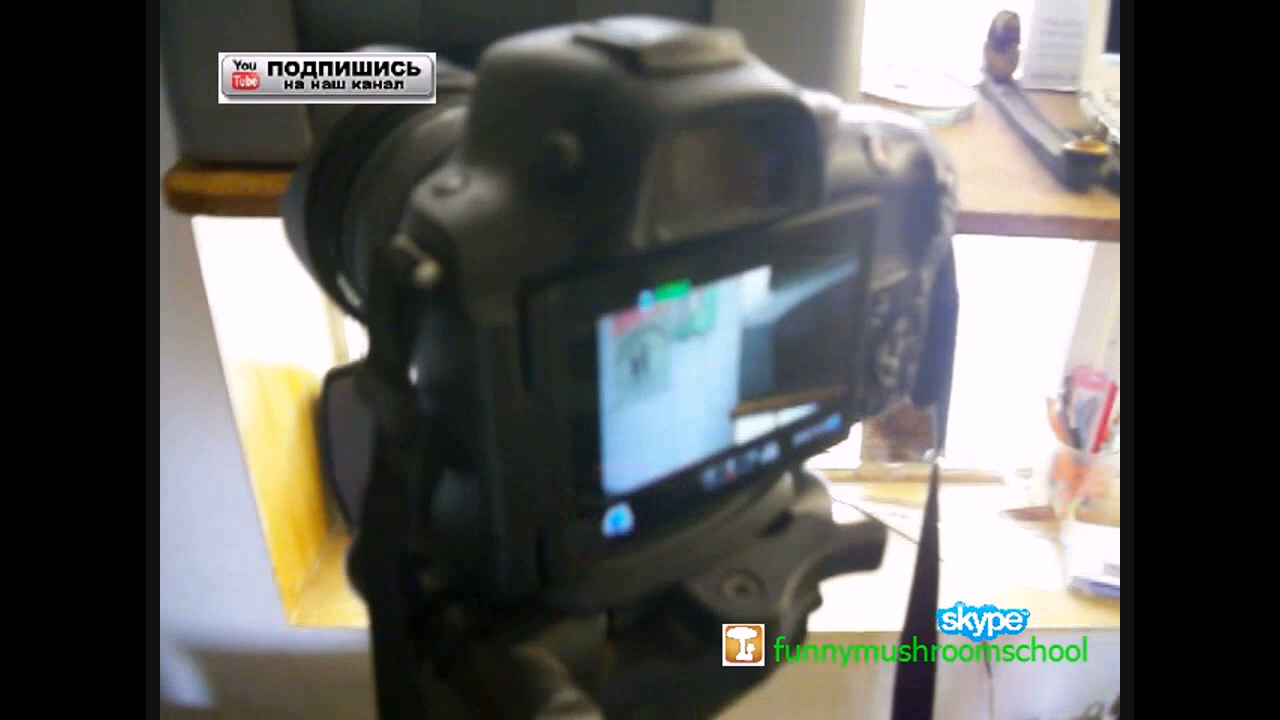 You
Tube
ПОДПИШИСЬ
на наш канал
skype
funnymushroomschool